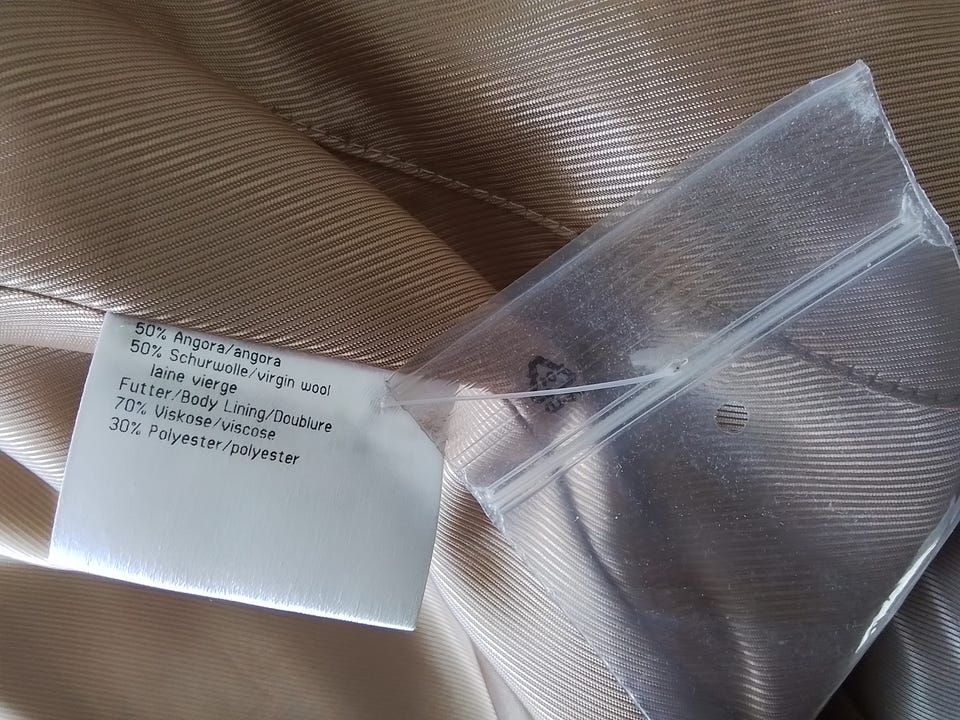 50% Angora/angora
50% Schurwolle/virgin wool
laine vierge
Futter/Body Lining/Doublure
70% Viskose/viscose
30% Polyester/polyester